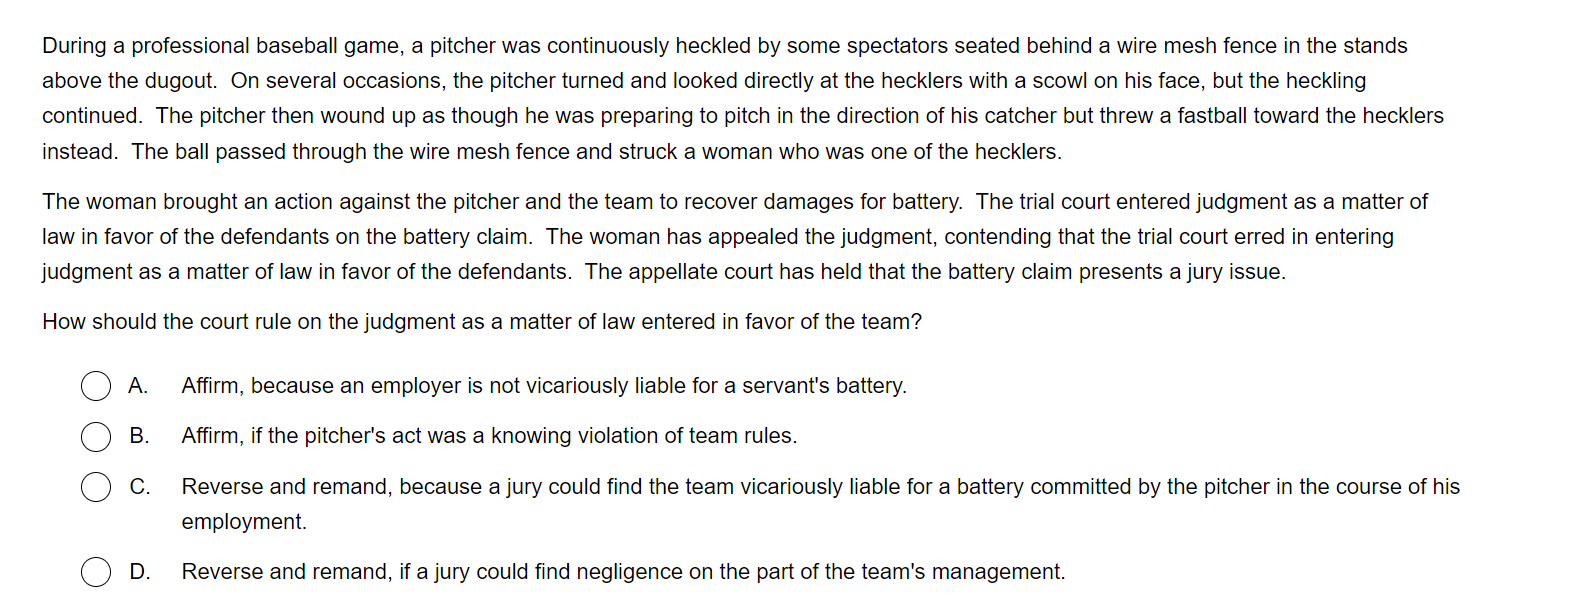 During a professional baseball game, a pitcher was continuously heckled by some spectators seated behind a wire mesh fence in the stands
above the dugout.  On several occasions, the pitcher turned and looked directly at the hecklers with a scowl on his face, but the heckling
continued.  The pitcher then wound up as though he was preparing to pitch in the direction of his catcher but threw a fastball toward the hecklers
instead.  The ball passed through the wire mesh fence and struck a woman who was one of the hecklers.
The woman brought an action against the pitcher and the team to recover damages for battery.  The trial court entered judgment as a matter of
law in favor of the defendants on the battery claim.  The woman has appealed the judgment, contending that the trial court erred in entering
judgment as a matter of law in favor of the defendants.  The appellate court has held that the battery claim presents a jury issue.
How should the court rule on the judgment as a matter of law entered in favor of the team?
A. Affirm, because an employer is not vicariously liable for a servant's battery.
B. Affirm, if the pitcher's act was a knowing violation of team rules.
C. Reverse and remand, because a jury could find the team vicariously liable for a battery committed by the pitcher in the course of his
employment.
D. Reverse and remand, if a jury could find negligence on the part of the team's management.